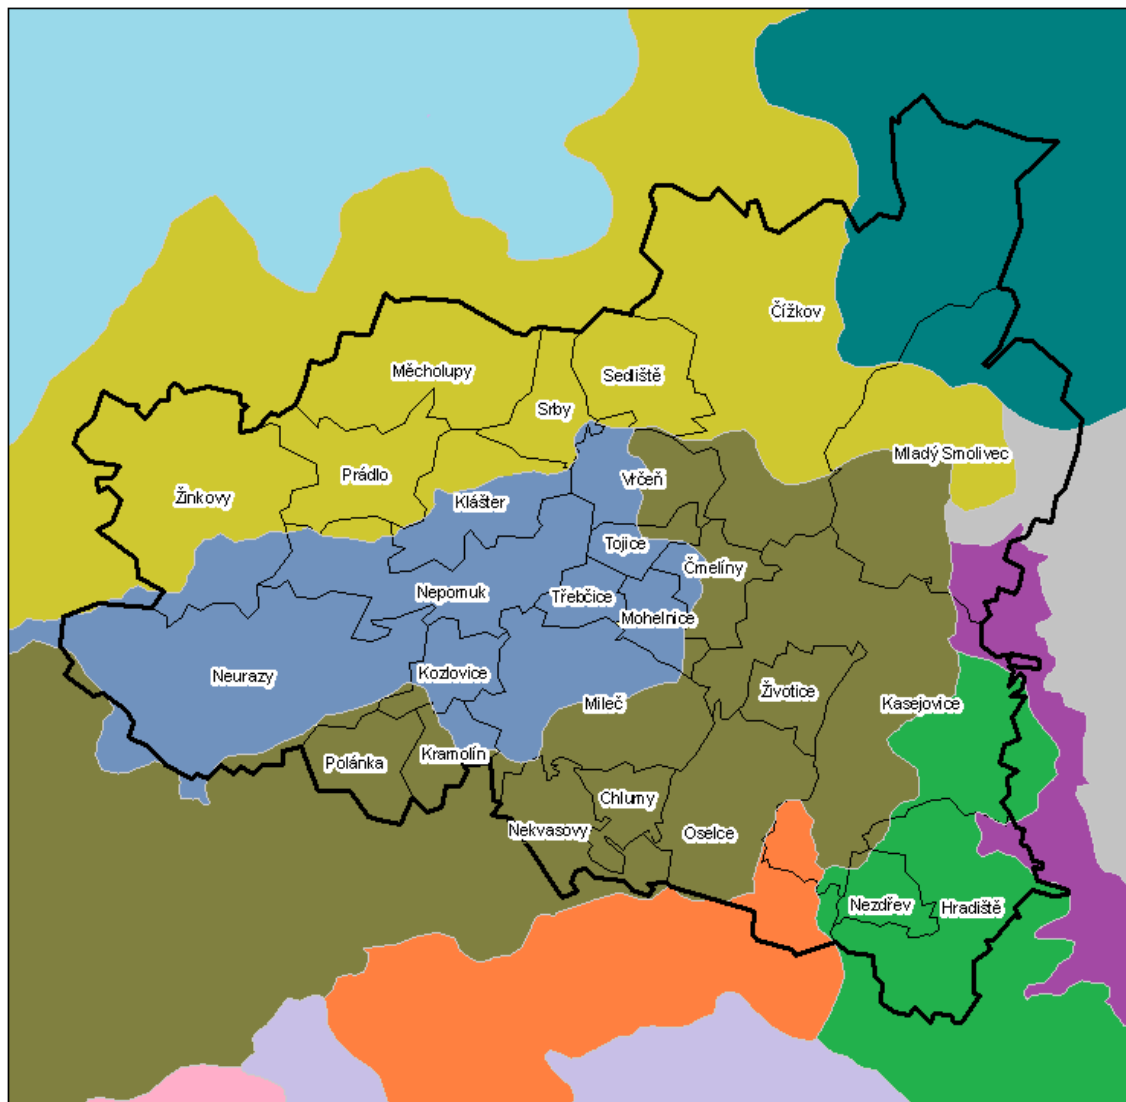 Čížkov
Měcholupy
Sedliště
Srby
Mladý Smolivec
Prádlo
Vrčeň
Žinkovy
Klášter
Tojice
Čmelíny
Nepomuk
Třebčice
Mohelnice
Neurazy
Kozlovice
Životice
Mileč
Kasejovice
Kramolín
Polánka
Chlumy
Nekvasovy
Oselce
Nezdřev
Hradiště